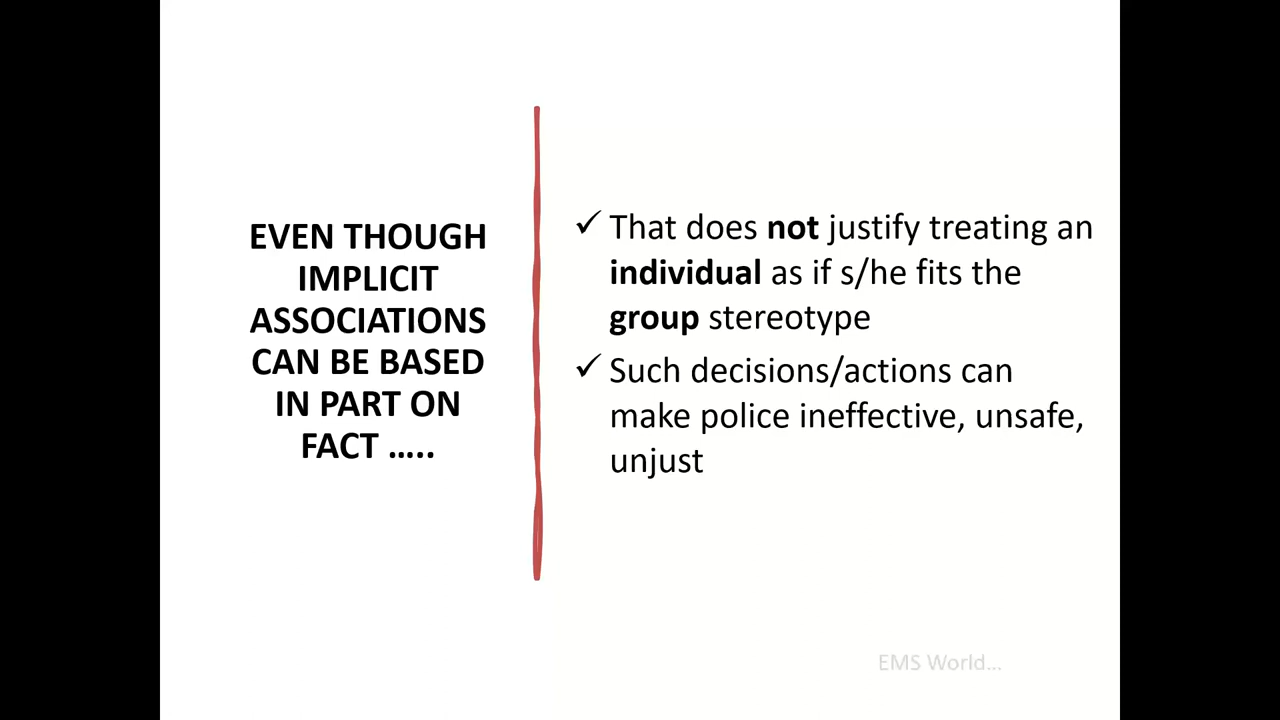 EVEN THOUGH
IMPLICIT
ASSOCIATIONS
CAN BE BASED
IN PART ON
FACT …..
✓ That does not justify treating an
individual as if s/he fits the
group stereotype
✓ Such decisions/actions can
make police ineffective, unsafe,
unjust
EMS World…